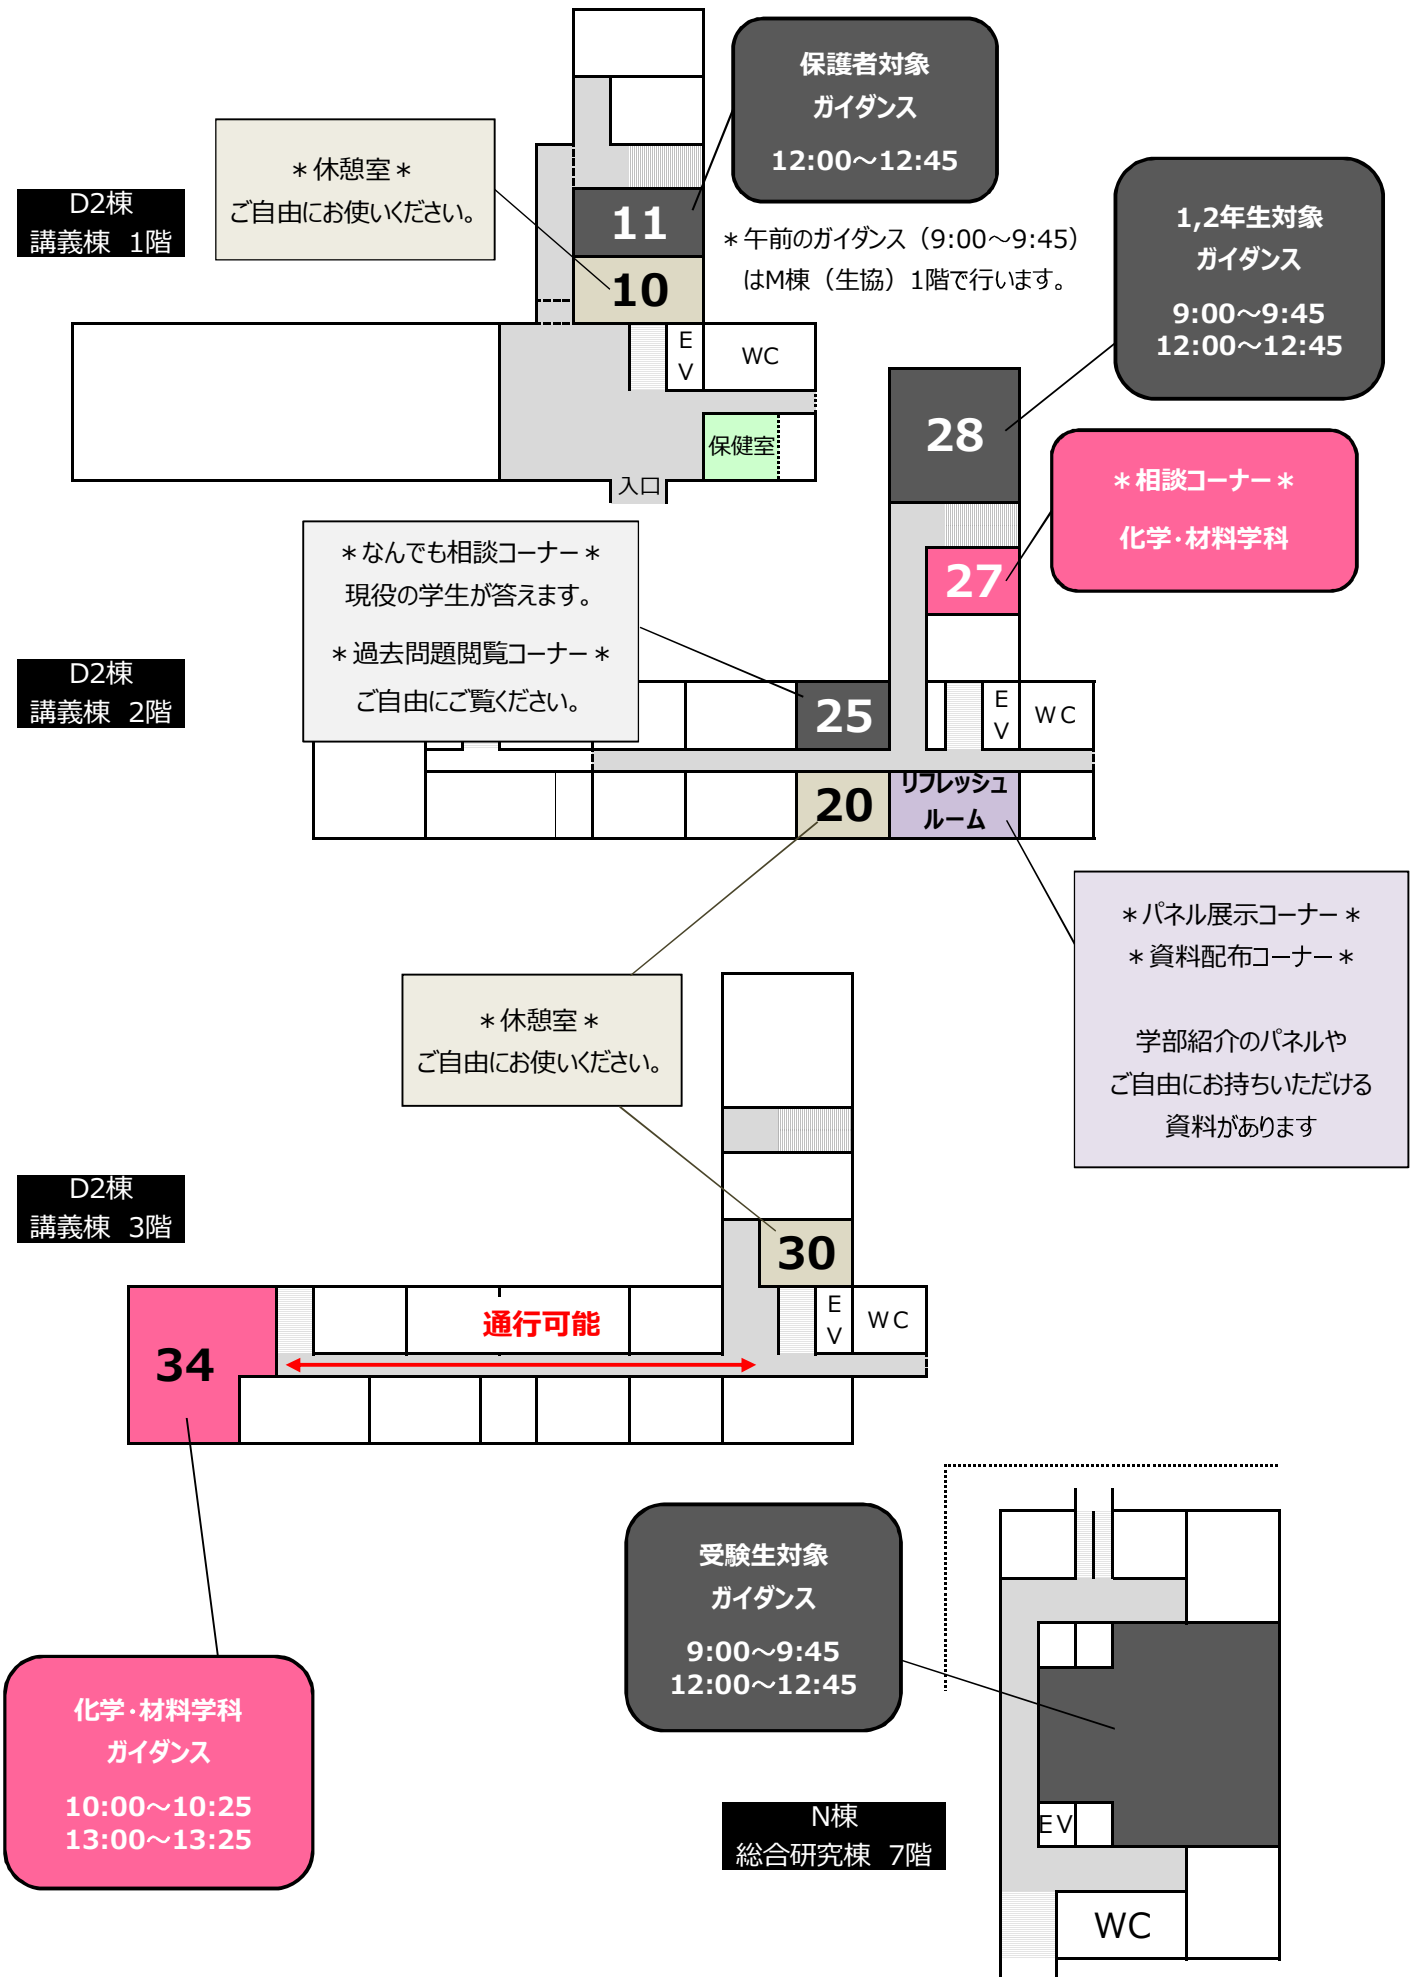 保護者対象
ガイダンス
12:00～12:45
＊休憩室＊
ご自由にお使いください。
D2棟
講義棟 1階
11
10
＊午前のガイダンス（9:00～9:45）
はM棟（生協）1階で行います。
E
V
WC
保健室
入口
1,2年生対象
ガイダンス
9:00～9:45
12:00～12:45
28
＊相談コーナー＊
化学・材料学科
27
＊なんでも相談コーナー＊
現役の学生が答えます。
＊過去問題閲覧コーナー＊
ご自由にご覧ください。
D2棟
講義棟 2階
25
E
V
WC
20
リフレッシュ
ルーム
＊パネル展示コーナー＊
＊資料配布コーナー＊
学部紹介のパネルや
ご自由にお持ちいただける
資料があります
＊休憩室＊
ご自由にお使いください。
D2棟
講義棟 3階
30
E
V
WC
通行可能
34
化学・材料学科
ガイダンス
10:00～10:25
13:00～13:25
受験生対象
ガイダンス
9:00～9:45
12:00～12:45
N棟
総合研究棟 7階
EV
WC